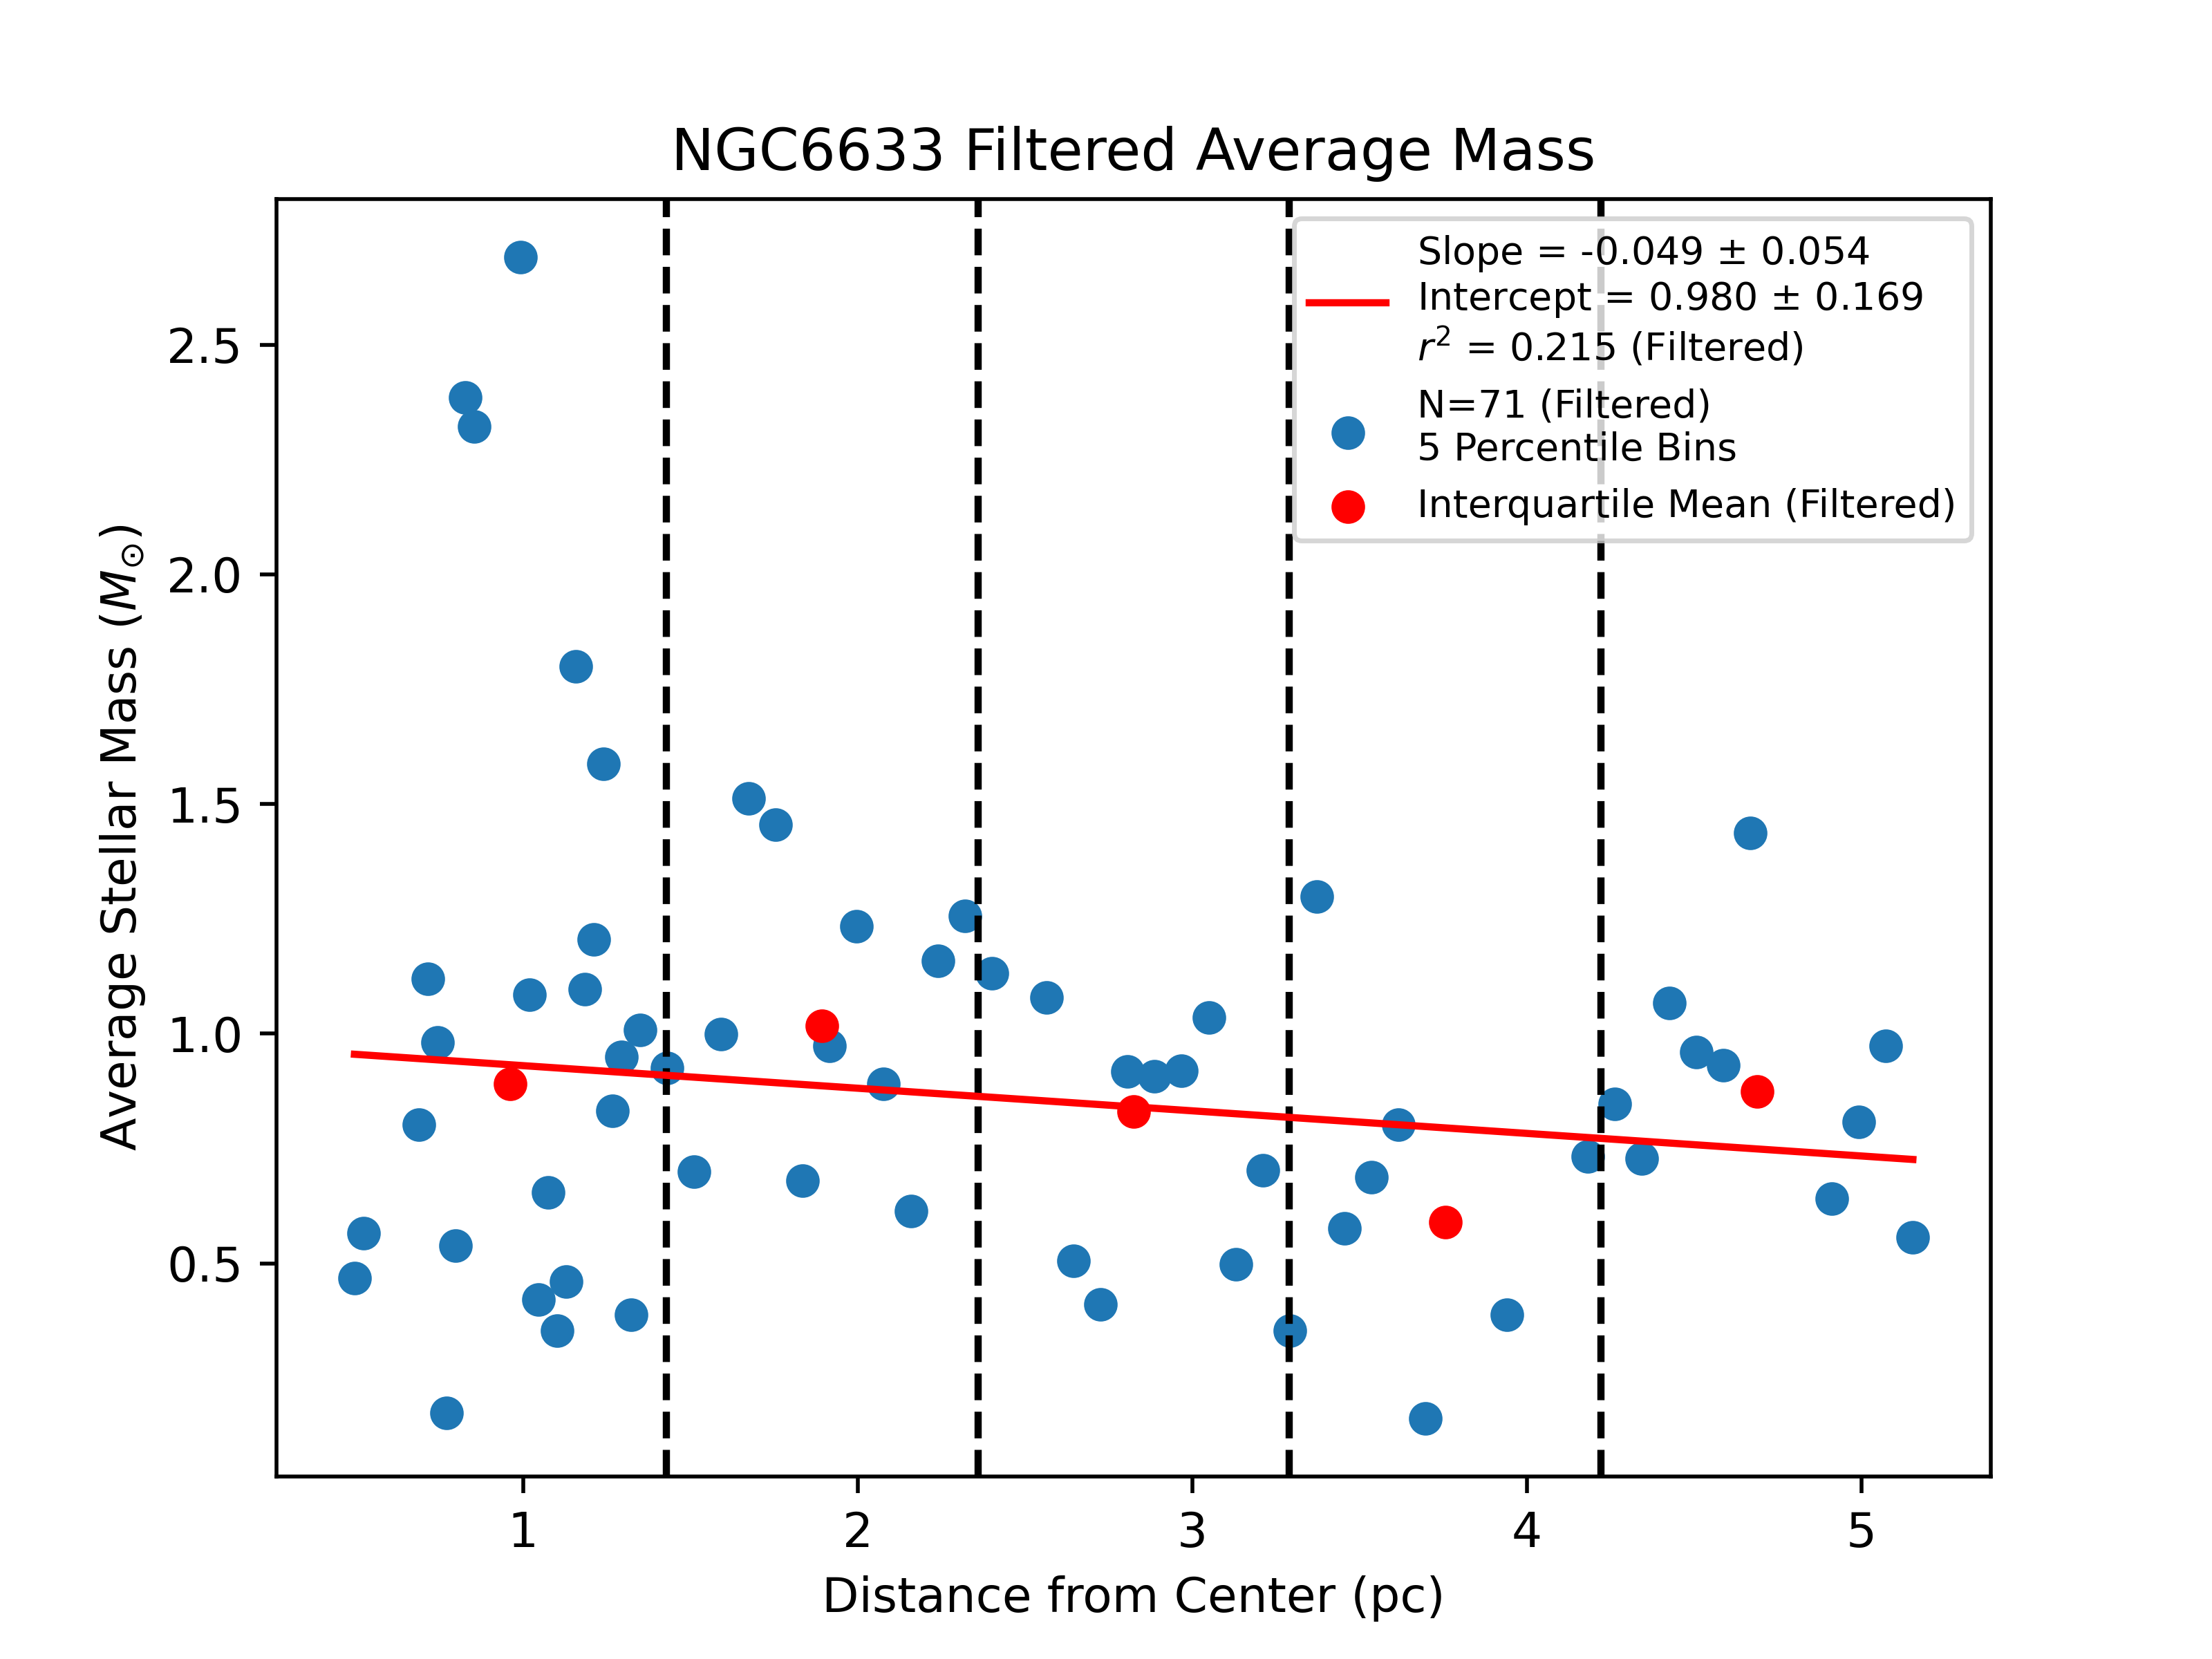 NGC6633 Filtered Average Mass
Slope = -0.049 ± 0.054
Intercept = 0.980 ± 0.169
r² = 0.215 (Filtered)
N=71 (Filtered)
5 Percentile Bins
Interquartile Mean (Filtered)
Average Stellar Mass (M☉)
2.5
2.0
1.5
1.0
0.5
1 2 3 4 5
Distance from Center (pc)